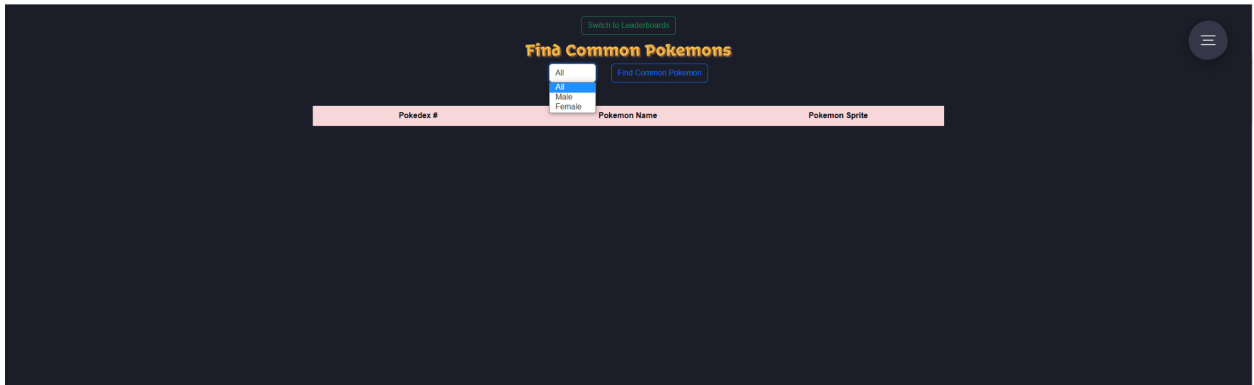 Switch to Leaderboards
Find Common Pokemons
All Find Common Pokemon
All
Male
Female
Pokedex # Pokemon Name Pokemon Sprite